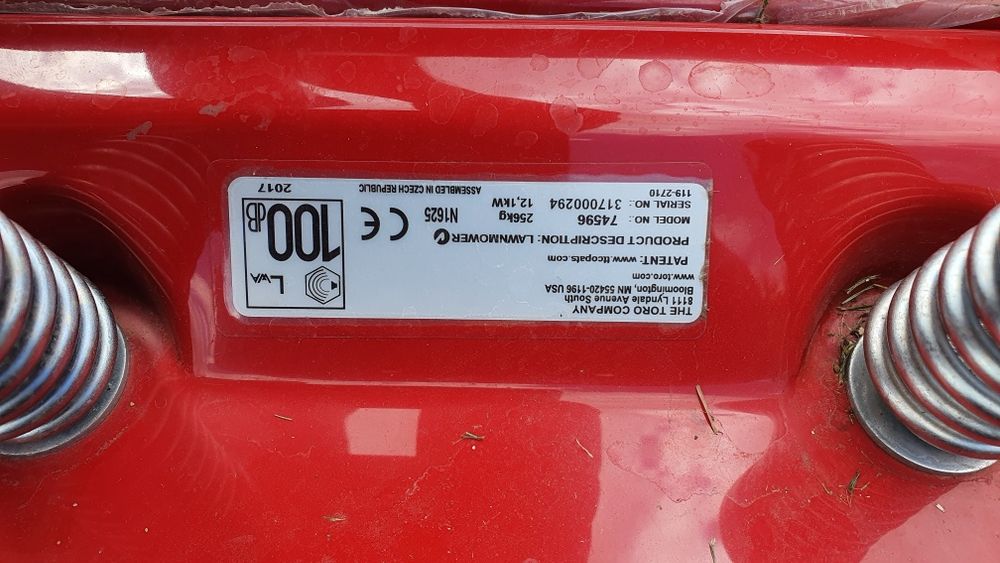 THE TORO COMPANY
8111 Lyndale Avenue South
Bloomington, MN 55420-1196 USA
www.toro.com
PATENT: www.ttcopats.com
PRODUCT DESCRIPTION: LAWNMOWER
MODEL NO.: 74596 256kg N1625
SERIAL NO.: 317000294 12,1kW
119-2710 ASSEMBLED IN CZECH REPUBLIC 2017
CE
LWA
100 dB